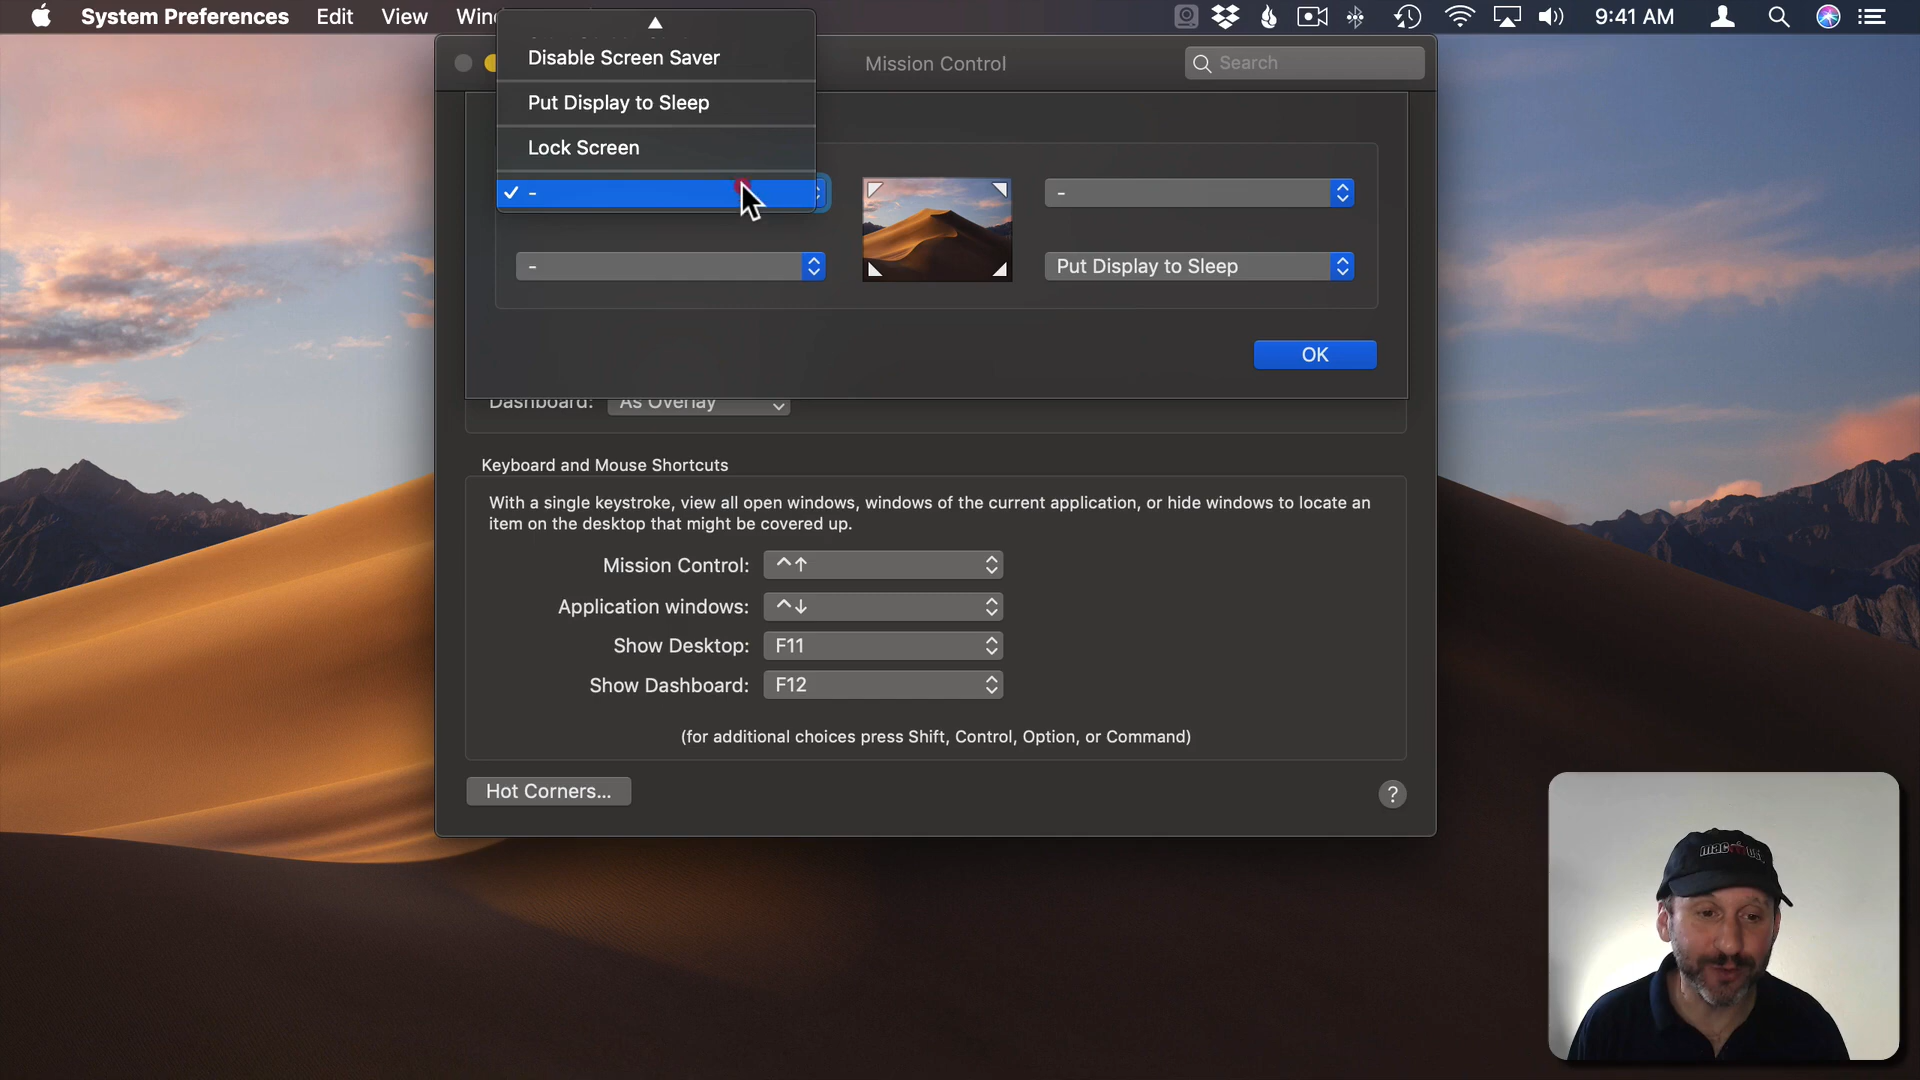 System Preferences Edit View
9:41 AM
Disable Screen Saver
Mission Control
Search
Put Display to Sleep
Lock Screen
✓ -
-
-
Put Display to Sleep
OK
Dashboard: As Overlay
Keyboard and Mouse Shortcuts
With a single keystroke, view all open windows, windows of the current application, or hide windows to locate an
item on the desktop that might be covered up.
Mission Control: ^↑
Application windows: ^↓
Show Desktop: F11
Show Dashboard: F12
(for additional choices press Shift, Control, Option, or Command)
Hot Corners...
?